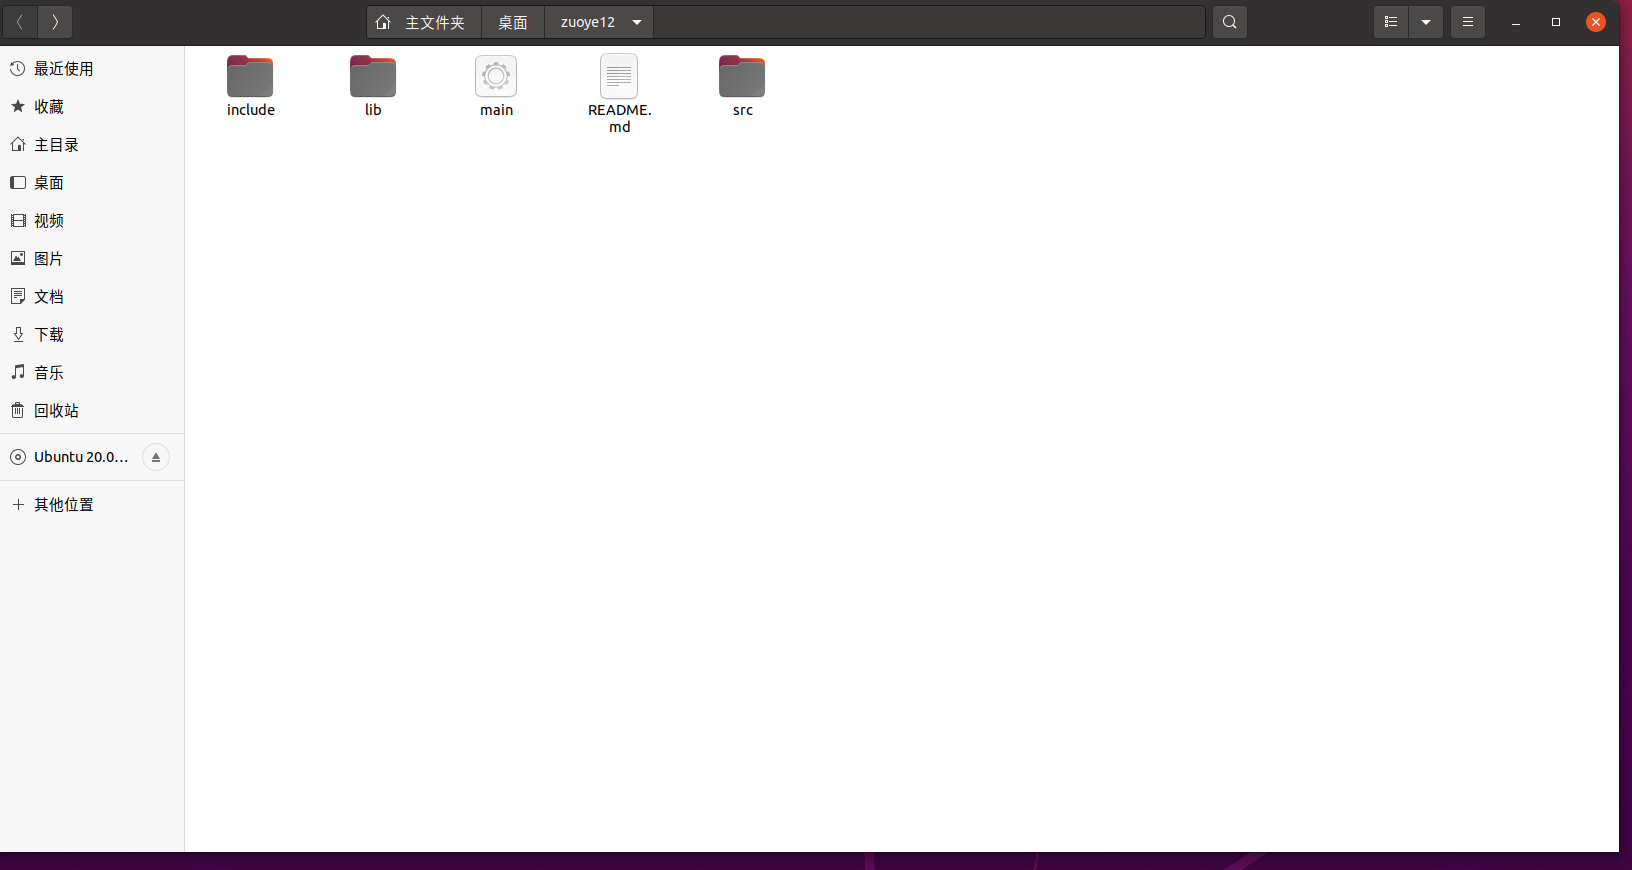 主文件夹
桌面
zuoye12
最近使用
收藏
主目录
桌面
视频
图片
文档
下载
音乐
回收站
Ubuntu 20.0...
其他位置
include
lib
main
README.
md
src